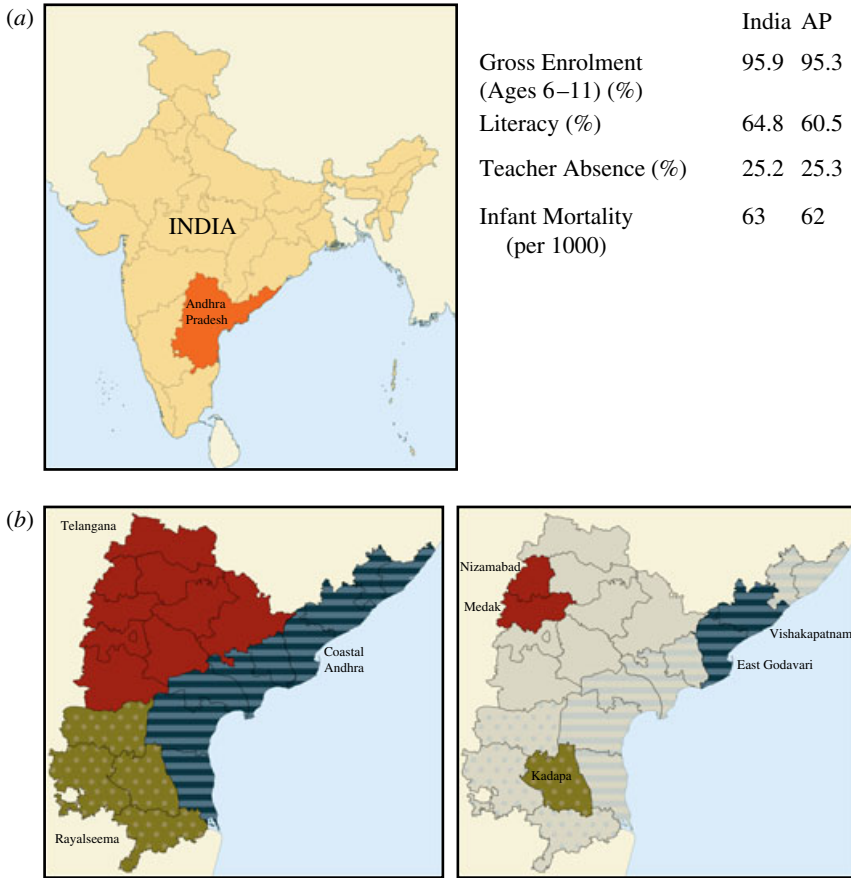 (a)
INDIA
Andhra
Pradesh
India AP
Gross Enrolment 95.9 95.3
(Ages 6–11) (%)
Literacy (%) 64.8 60.5
Teacher Absence (%) 25.2 25.3
Infant Mortality 63 62
(per 1000)
(b)
Telangana
Coastal
Andhra
Rayalseema
Nizamabad
Medak
Vishakapatnam
East Godavari
Kadapa